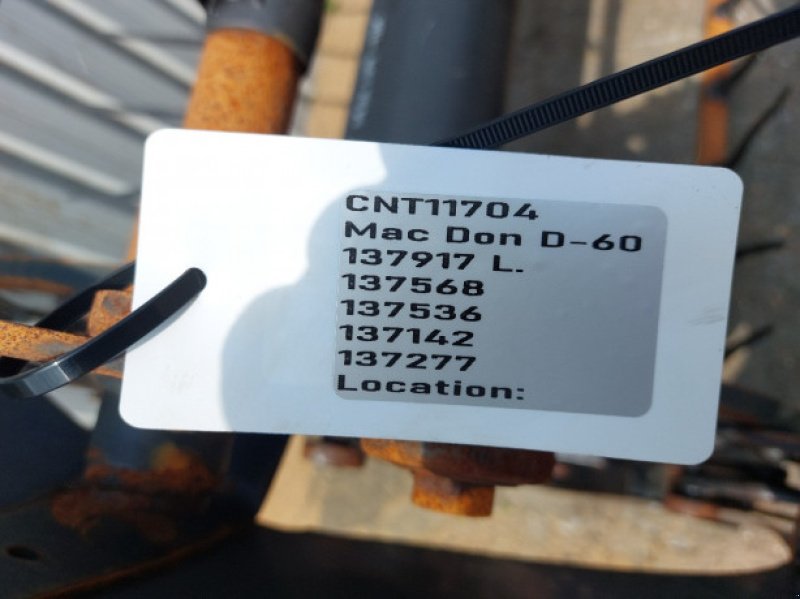 CNT11704
Mac Don D-60
137917 L.
137568
137536
137142
137277
Location: